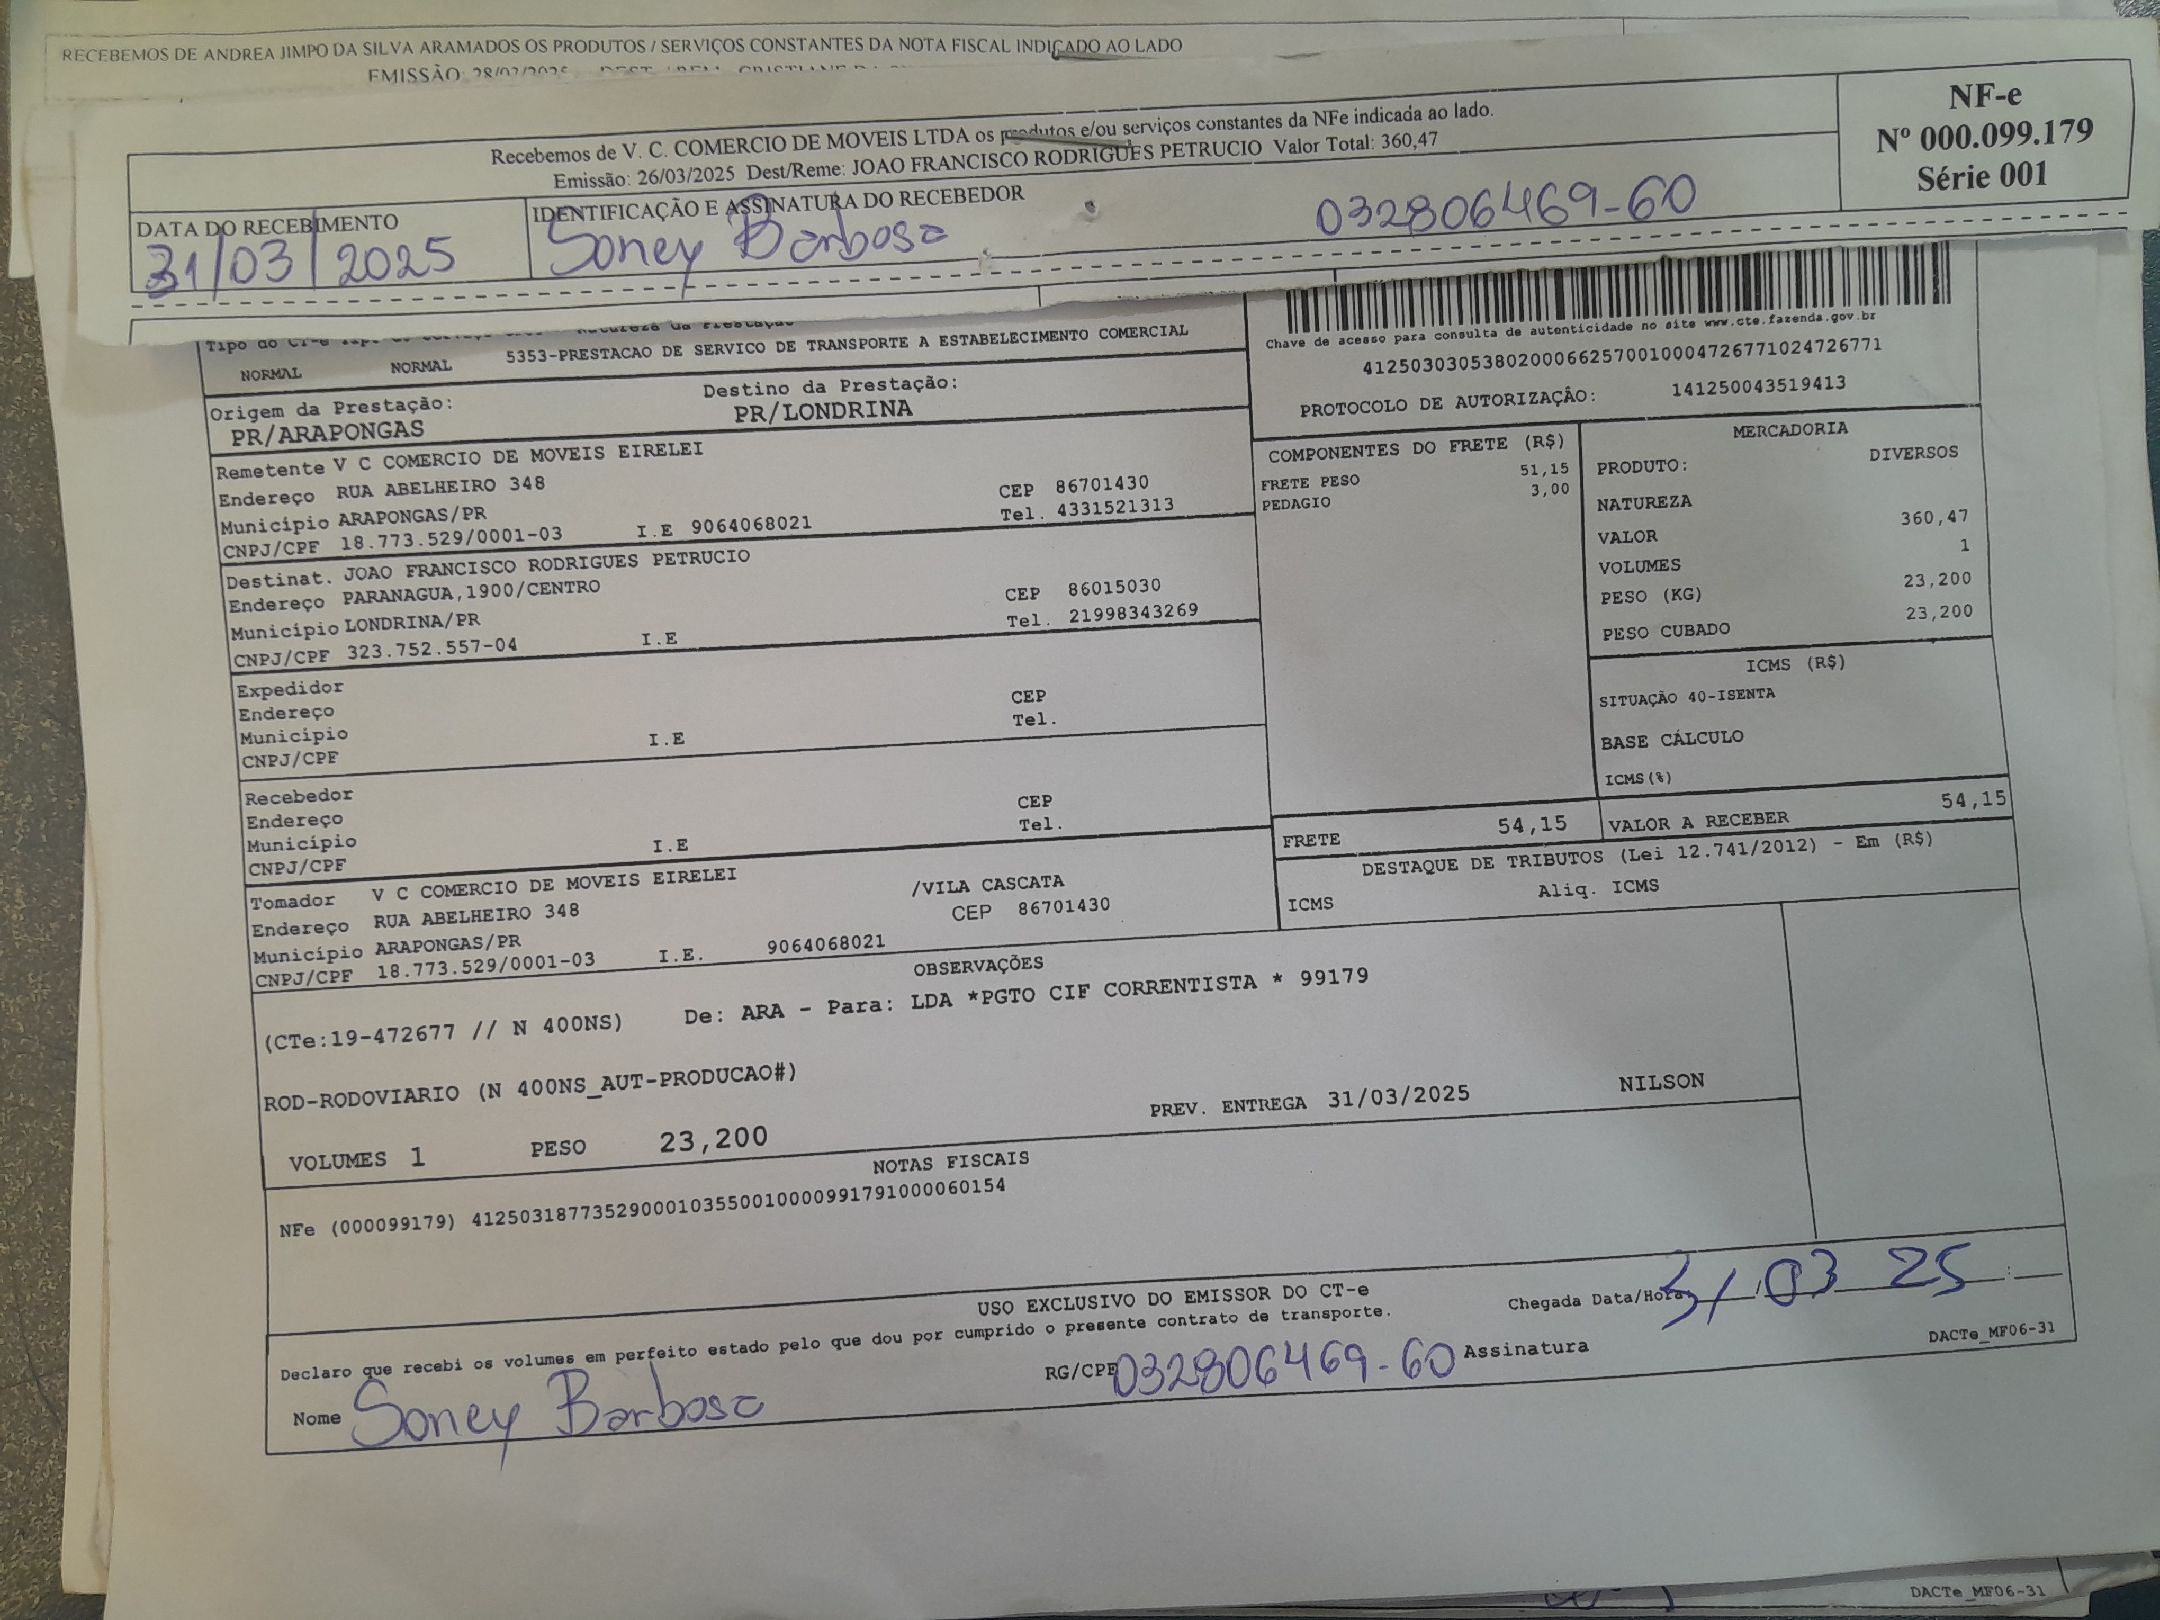 RECEBEMOS DE ANDREA JIMPO DA SILVA ARAMADOS OS PRODUTOS / SERVIÇOS CONSTANTES DA NOTA FISCAL INDICADO AO LADO
EMISSÃO: 28/03/2025
Recebemos de V. C. COMERCIO DE MOVEIS LTDA os produtos e/ou serviços constantes da NFe indicada ao lado.
Emissão: 26/03/2025 Dest/Reme: JOAO FRANCISCO RODRIGUES PETRUCIO Valor Total: 360,47
NF-e
Nº 000.099.179
Série 001
DATA DO RECEBIMENTO
31/03/2025
IDENTIFICAÇÃO E ASSINATURA DO RECEBEDOR
Soney Barbosa 032806469-60
NORMAL NORMAL 5353-PRESTACAO DE SERVICO DE TRANSPORTE A ESTABELECIMENTO COMERCIAL
Chave de acesso para consulta de autenticidade no site www.cte.fazenda.gov.br
41250303053802000662570010004726771024726771
PROTOCOLO DE AUTORIZAÇÂO: 141250043519413
Origem da Prestação: Destino da Prestação:
PR/ARAPONGAS PR/LONDRINA
Remetente V C COMERCIO DE MOVEIS EIRELEI
Endereço RUA ABELHEIRO 348 CEP 86701430
Município ARAPONGAS/PR Tel. 4331521313
CNPJ/CPF 18.773.529/0001-03 I.E 9064068021
Destinat. JOAO FRANCISCO RODRIGUES PETRUCIO
Endereço PARANAGUA,1900/CENTRO CEP 86015030
Município LONDRINA/PR Tel. 21998343269
CNPJ/CPF 323.752.557-04 I.E
Expedidor
Endereço CEP
Município Tel.
CNPJ/CPF I.E
Recebedor
Endereço CEP
Município Tel.
CNPJ/CPF I.E
Tomador V C COMERCIO DE MOVEIS EIRELEI
Endereço RUA ABELHEIRO 348 /VILA CASCATA
Município ARAPONGAS/PR CEP 86701430
CNPJ/CPF 18.773.529/0001-03 I.E. 9064068021
COMPONENTES DO FRETE (R$)
FRETE PESO 51,15
PEDAGIO 3,00
MERCADORIA
PRODUTO: DIVERSOS
NATUREZA
VALOR 360,47
VOLUMES 1
PESO (KG) 23,200
PESO CUBADO 23,200
ICMS (R$)
SITUAÇÃO 40-ISENTA
BASE CÁLCULO
ICMS(%)
FRETE 54,15 VALOR A RECEBER 54,15
DESTAQUE DE TRIBUTOS (Lei 12.741/2012) - Em (R$)
ICMS Aliq. ICMS
OBSERVAÇÕES
(CTe:19-472677 // N 400NS) De: ARA - Para: LDA *PGTO CIF CORRENTISTA * 99179
ROD-RODOVIARIO (N 400NS_AUT-PRODUCAO#)
VOLUMES 1 PESO 23,200 PREV. ENTREGA 31/03/2025 NILSON
NOTAS FISCAIS
NFe (000099179) 41250318773529000103550010000991791000060154
USO EXCLUSIVO DO EMISSOR DO CT-e
Declaro que recebi os volumes em perfeito estado pelo que dou por cumprido o presente contrato de transporte.
Chegada Data/Hora: 31/03 25
Nome Soney Barbosa RG/CPF 032806469-60 Assinatura
DACTe_MF06-31
DACTe_MF06-31